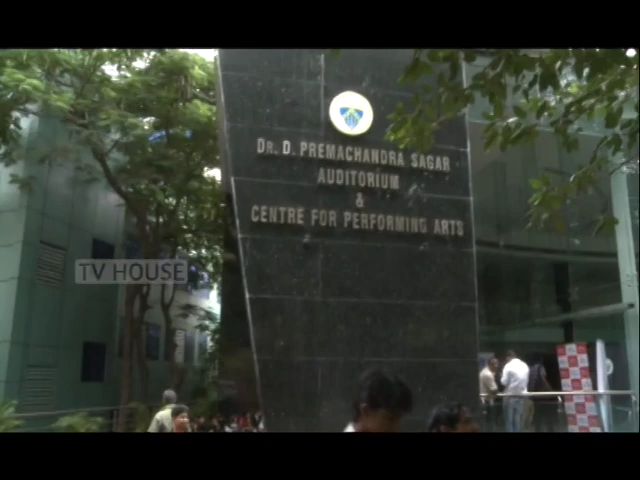 DR. D. PREMACHANDRA SAGAR
AUDITORIUM
&
CENTRE FOR PERFORMING ARTS
TV HOUSE